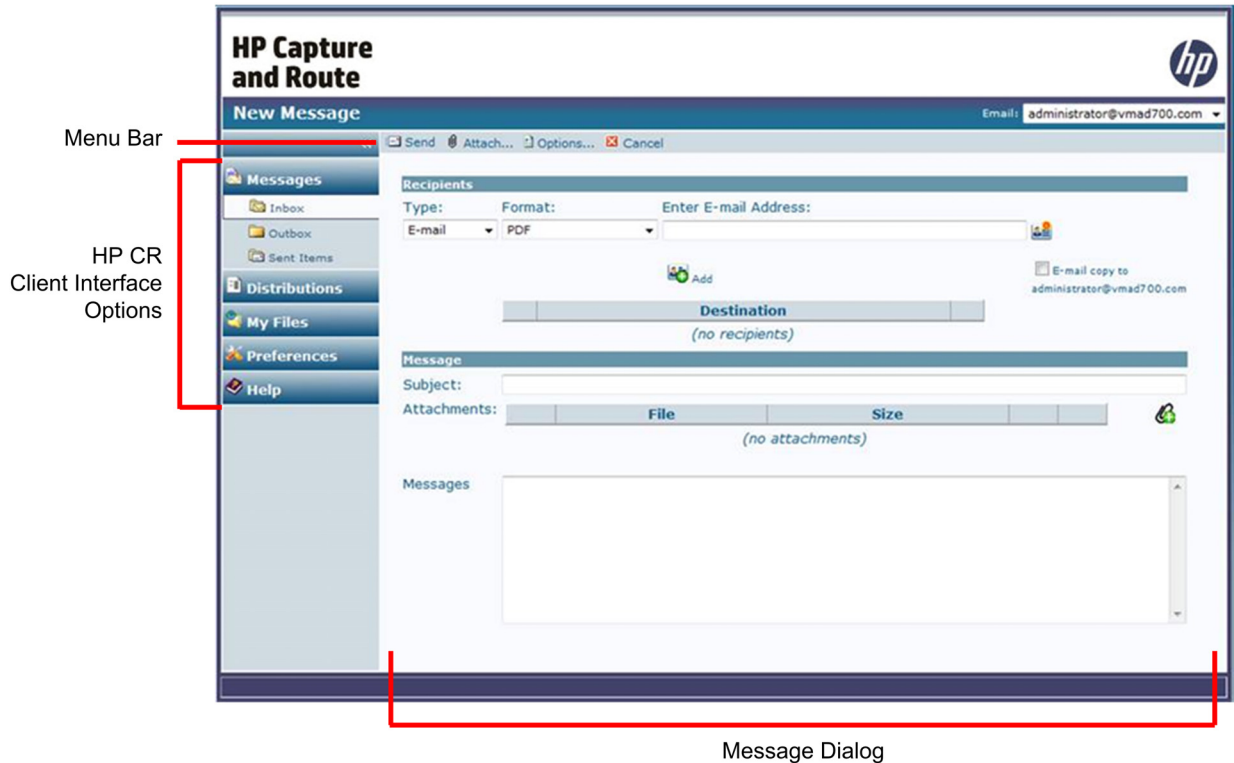 HP Capture
and Route
hp
New Message
Email: administrator@vmad700.com
Menu Bar
Send Attach... Options... Cancel
HP CR
Client Interface
Options
Messages
Inbox
Outbox
Sent Items
Distributions
My Files
Preferences
Help
Recipients
Type: Format: Enter E-mail Address:
E-mail PDF
Add
E-mail copy to
administrator@vmad700.com
Destination
(no recipients)
Message
Subject:
Attachments: File Size
(no attachments)
Messages
Message Dialog